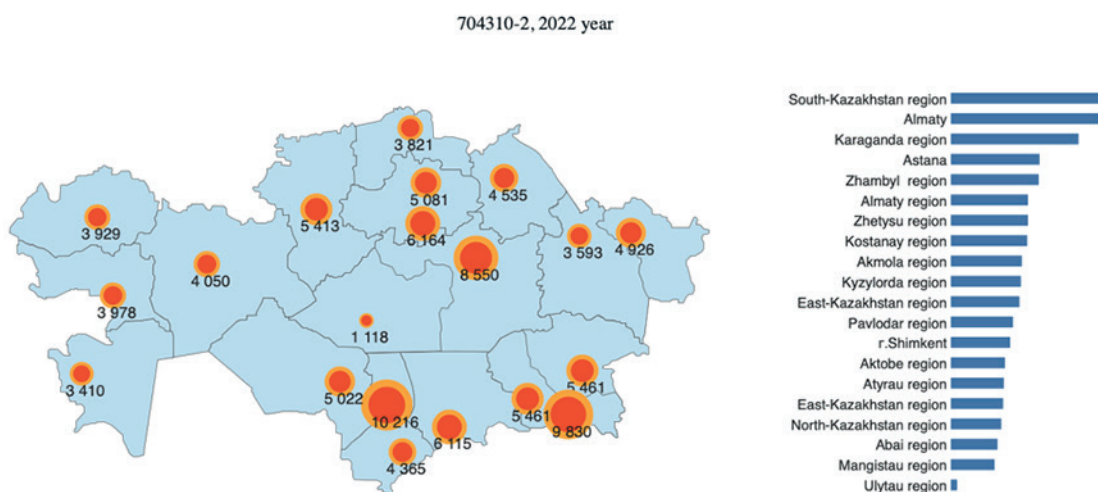 704310-2, 2022 year
3 821
5 081
4 535
5 413
6 164
3 929
3 593
4 926
4 050
8 550
3 978
1 118
3 410
5 022
10 216
5 461
5 461
9 830
6 115
4 365
South-Kazakhstan region
Almaty
Karaganda region
Astana
Zhambyl region
Almaty region
Zhetysu region
Kostanay region
Akmola region
Kyzylorda region
East-Kazakhstan region
Pavlodar region
r.Shimkent
Aktobe region
Atyrau region
East-Kazakhstan region
North-Kazakhstan region
Abai region
Mangistau region
Ulytau region